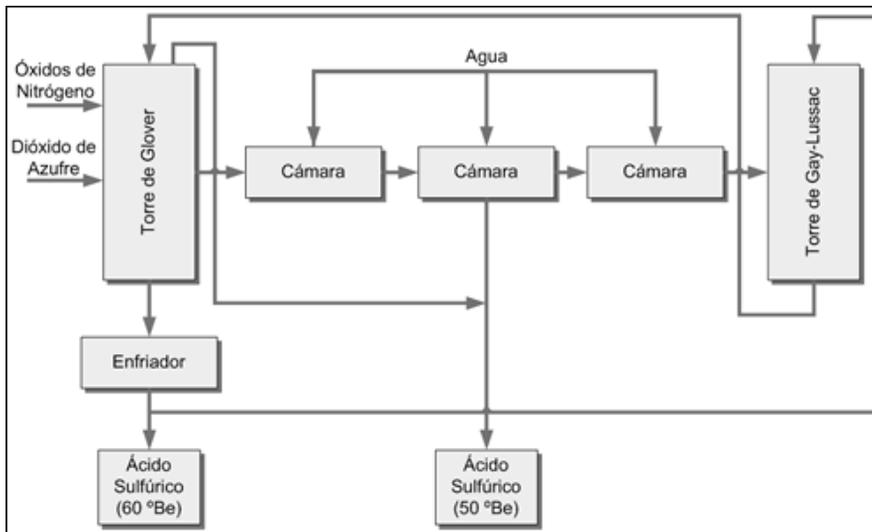 Óxidos de
Nitrógeno
Dióxido de
Azufre
Torre de Glover
Agua
Cámara
Cámara
Cámara
Torre de Gay-Lussac
Enfriador
Ácido
Sulfúrico
(60 ºBe)
Ácido
Sulfúrico
(50 ºBe)